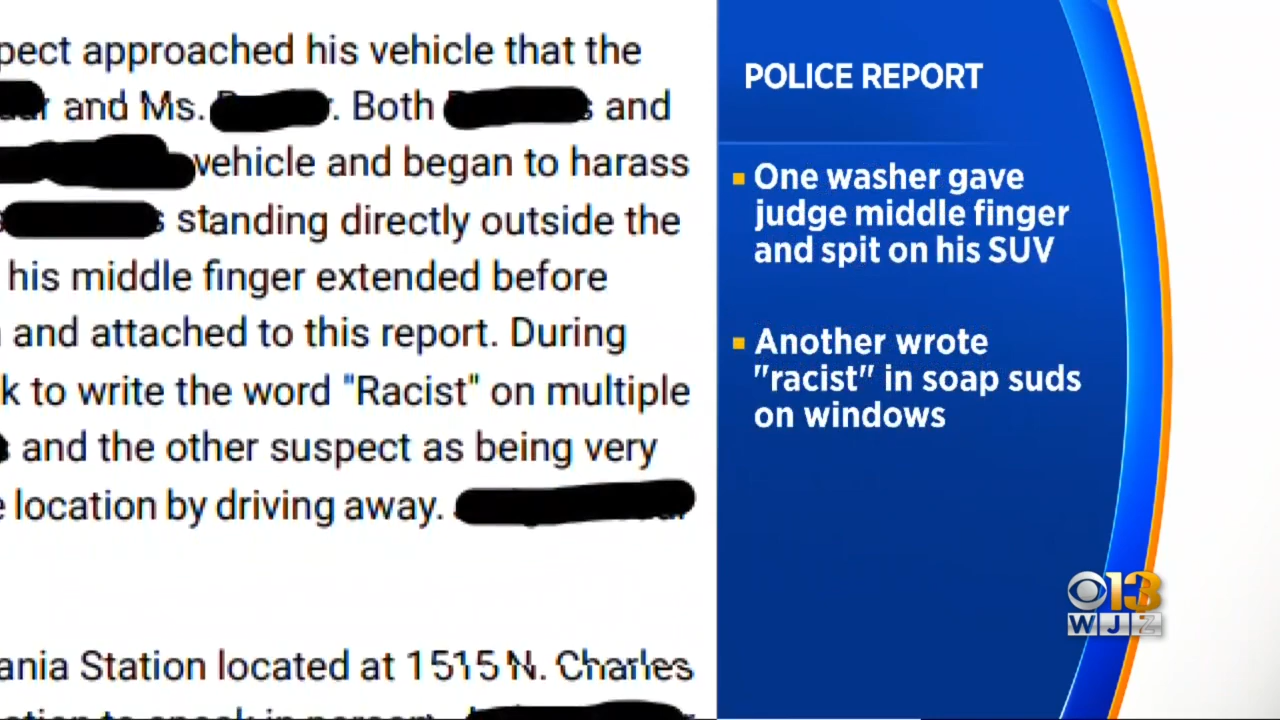 pect approached his vehicle that the
and Ms. . Both and
vehicle and began to harass
standing directly outside the
his middle finger extended before
and attached to this report. During
k to write the word "Racist" on multiple
and the other suspect as being very
e location by driving away.
ania Station located at 1515 N. Charles
POLICE REPORT
One washer gave
judge middle finger
and spit on his SUV
Another wrote
"racist" in soap suds
on windows
13
WJZ